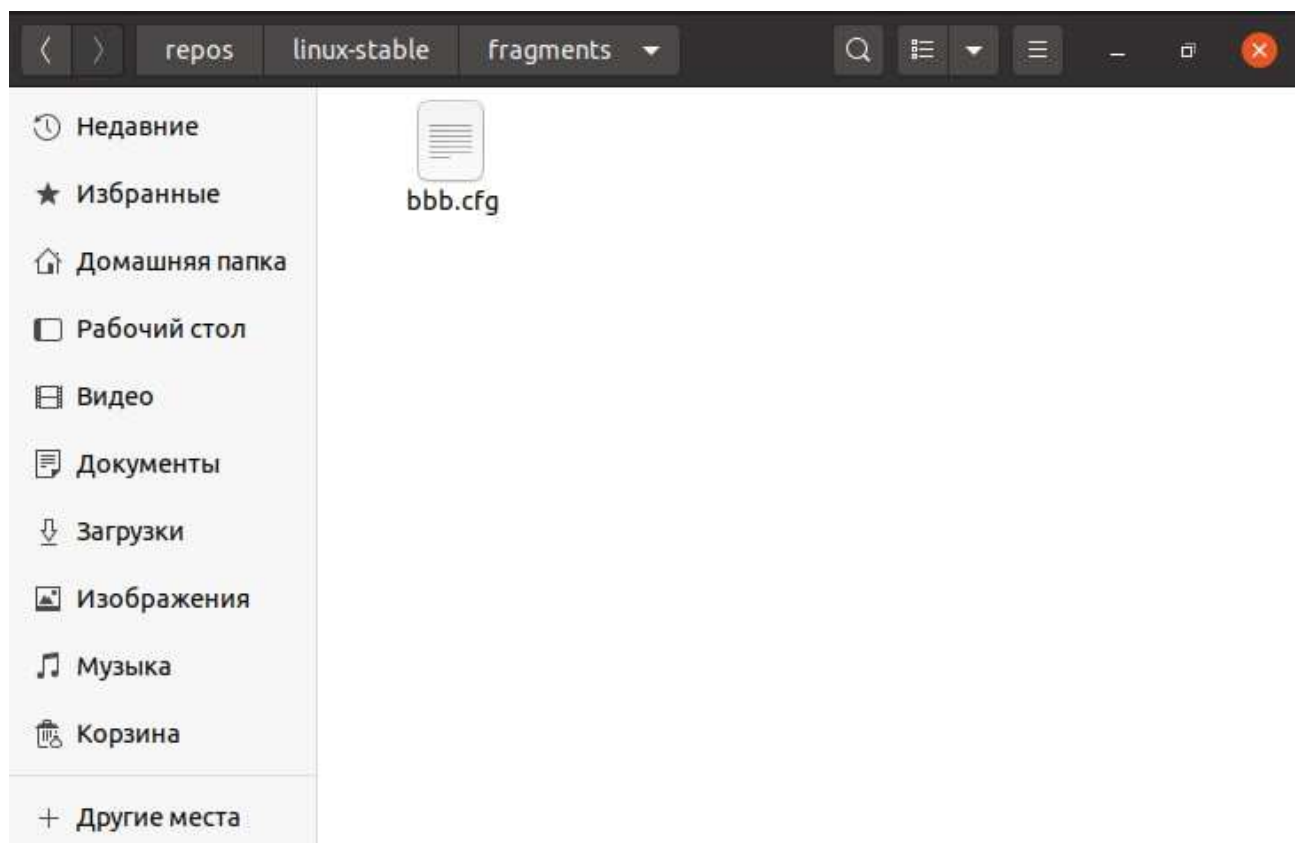 repos linux-stable fragments
Недавние
bbb.cfg
Избранные
Домашняя папка
Рабочий стол
Видео
Документы
Загрузки
Изображения
Музыка
Корзина
Другие места